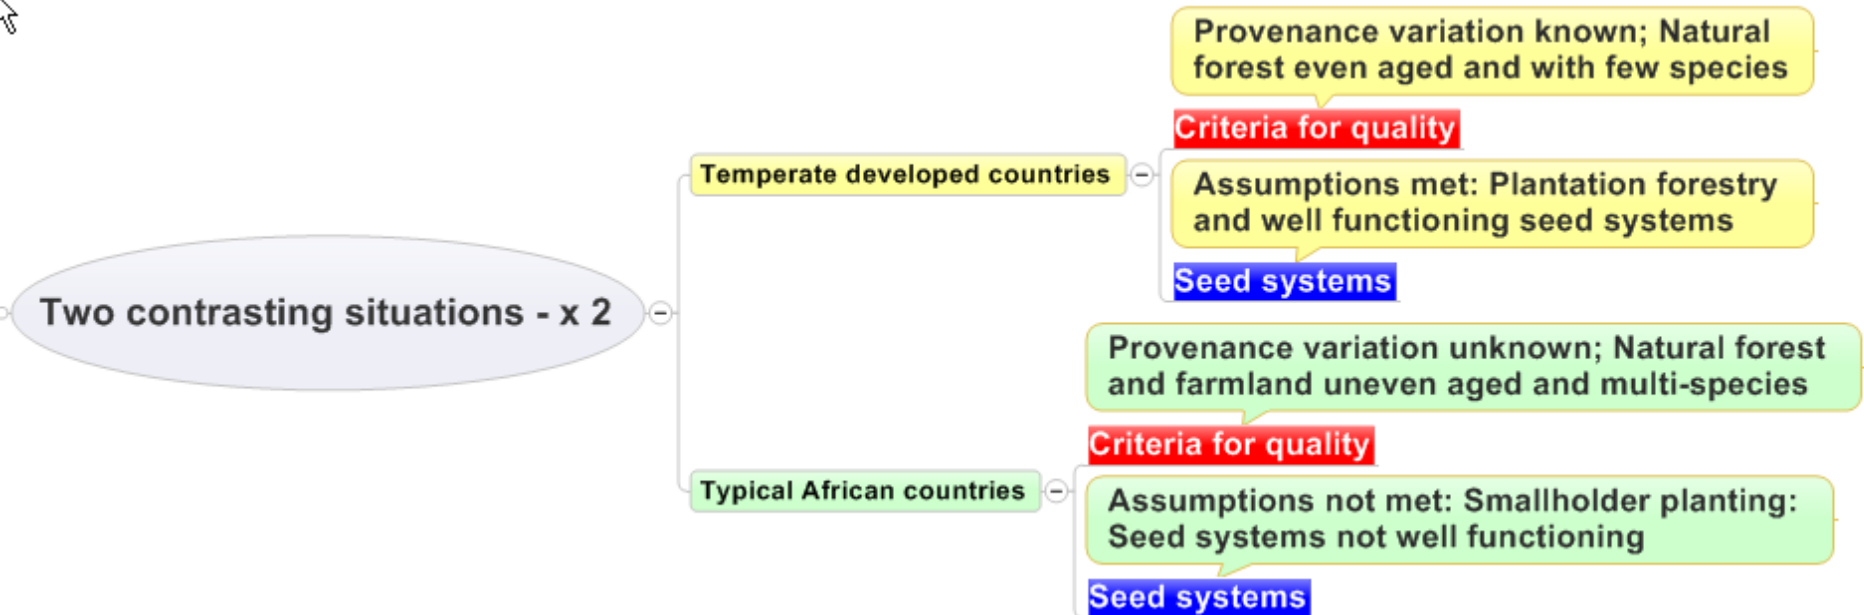 Two contrasting situations - x 2
Temperate developed countries
Provenance variation known; Natural
forest even aged and with few species
Criteria for quality
Assumptions met: Plantation forestry
and well functioning seed systems
Seed systems
Typical African countries
Provenance variation unknown; Natural forest
and farmland uneven aged and multi-species
Criteria for quality
Assumptions not met: Smallholder planting:
Seed systems not well functioning
Seed systems